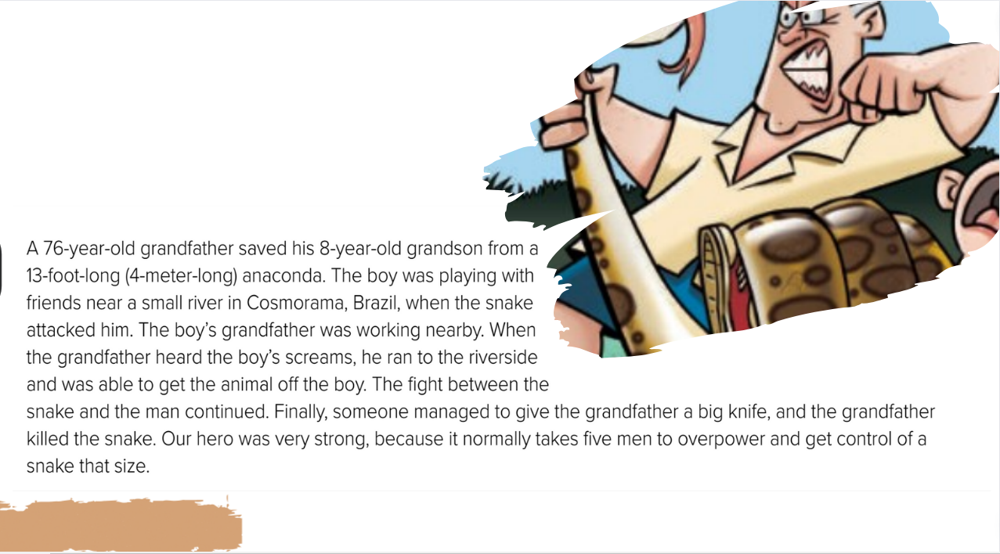 A 76-year-old grandfather saved his 8-year-old grandson from a
13-foot-long (4-meter-long) anaconda. The boy was playing with
friends near a small river in Cosmorama, Brazil, when the snake
attacked him. The boy’s grandfather was working nearby. When
the grandfather heard the boy’s screams, he ran to the riverside
and was able to get the animal off the boy. The fight between the
snake and the man continued. Finally, someone managed to give the grandfather a big knife, and the grandfather
killed the snake. Our hero was very strong, because it normally takes five men to overpower and get control of a
snake that size.